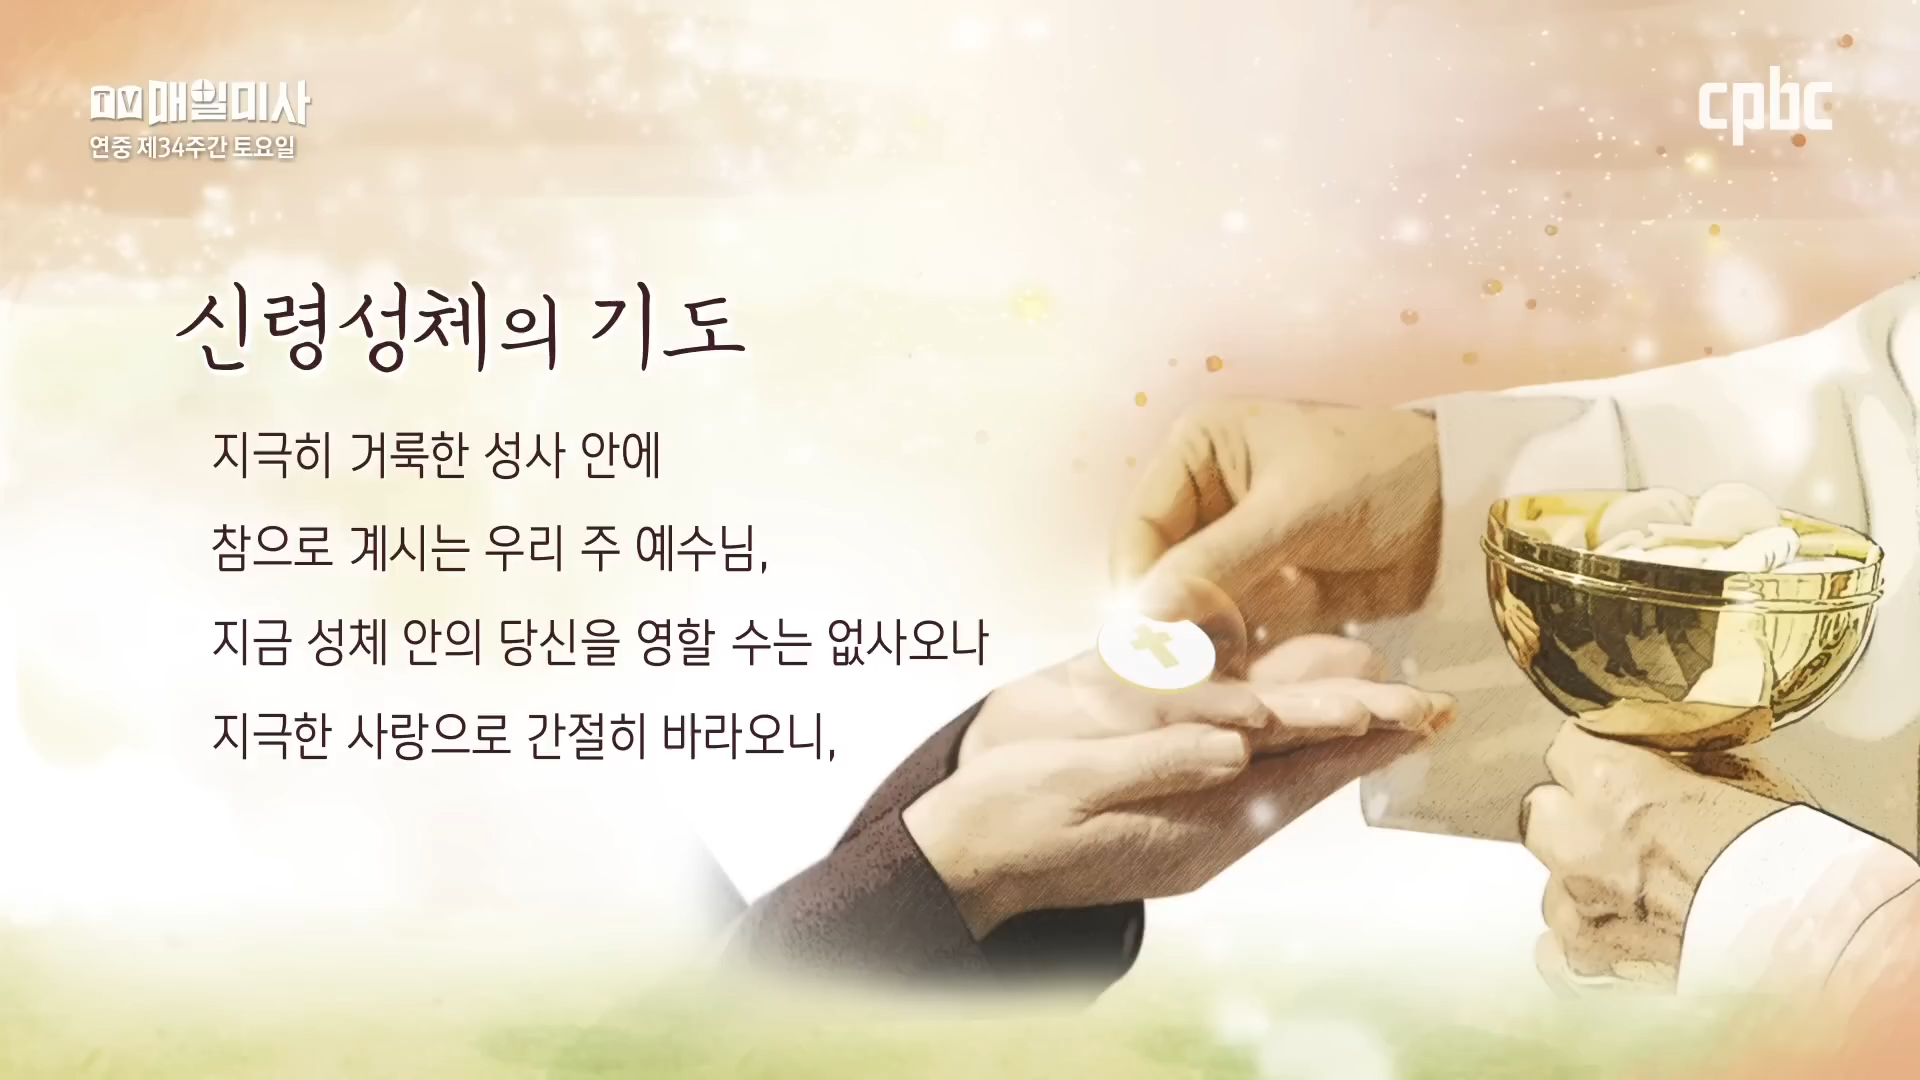 TV매일미사
연중 제34주간 토요일
cpbc
신령성체의 기도
지극히 거룩한 성사 안에
참으로 계시는 우리 주 예수님,
지금 성체 안의 당신을 영할 수는 없사오나
지극한 사랑으로 간절히 바라오니,